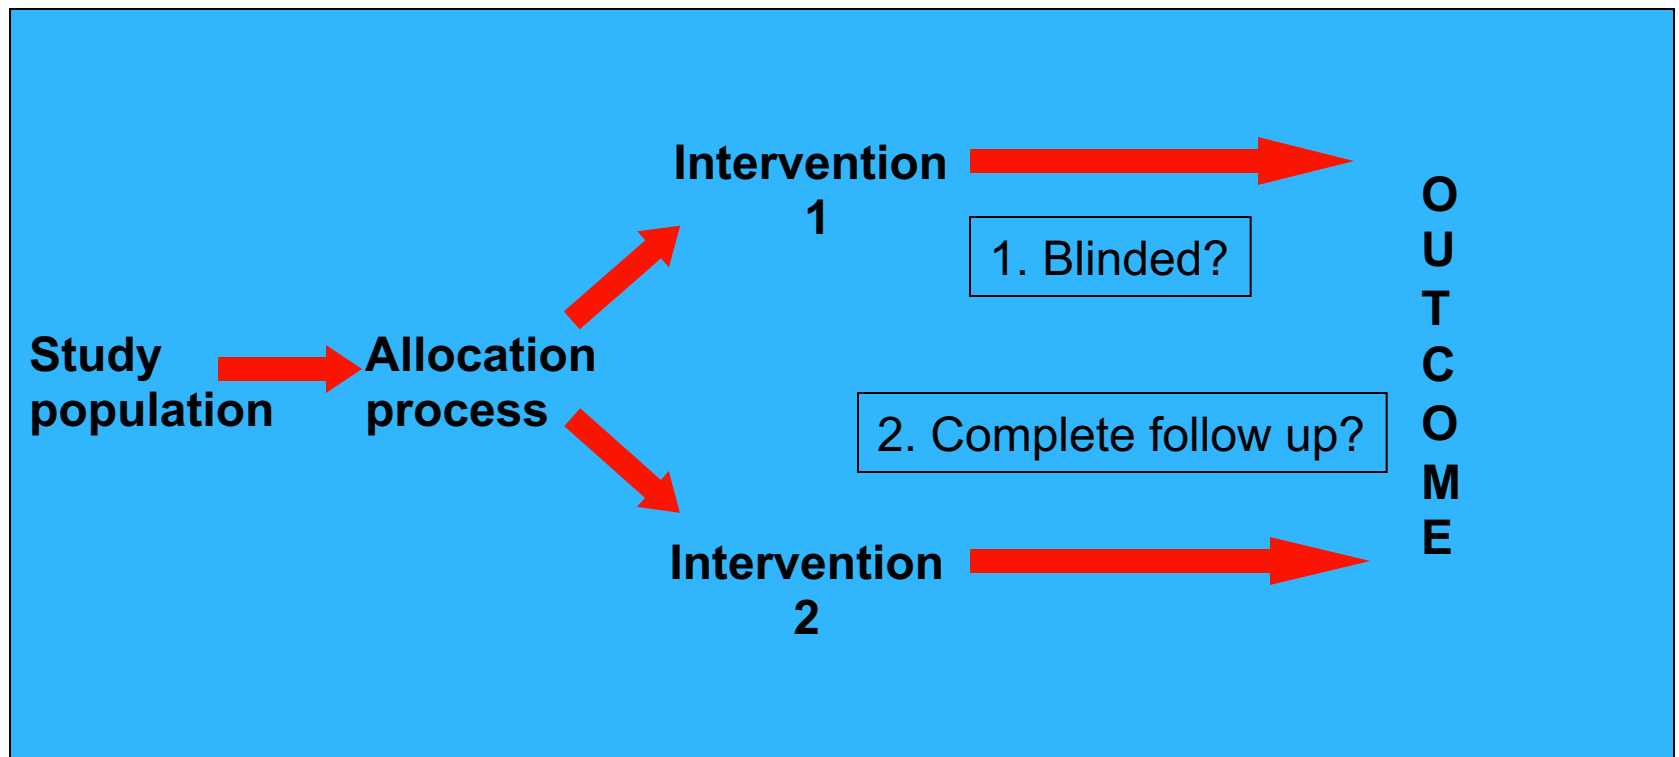 Study
population
Allocation
process
Intervention
1
1. Blinded?
2. Complete follow up?
Intervention
2
O
U
T
C
O
M
E